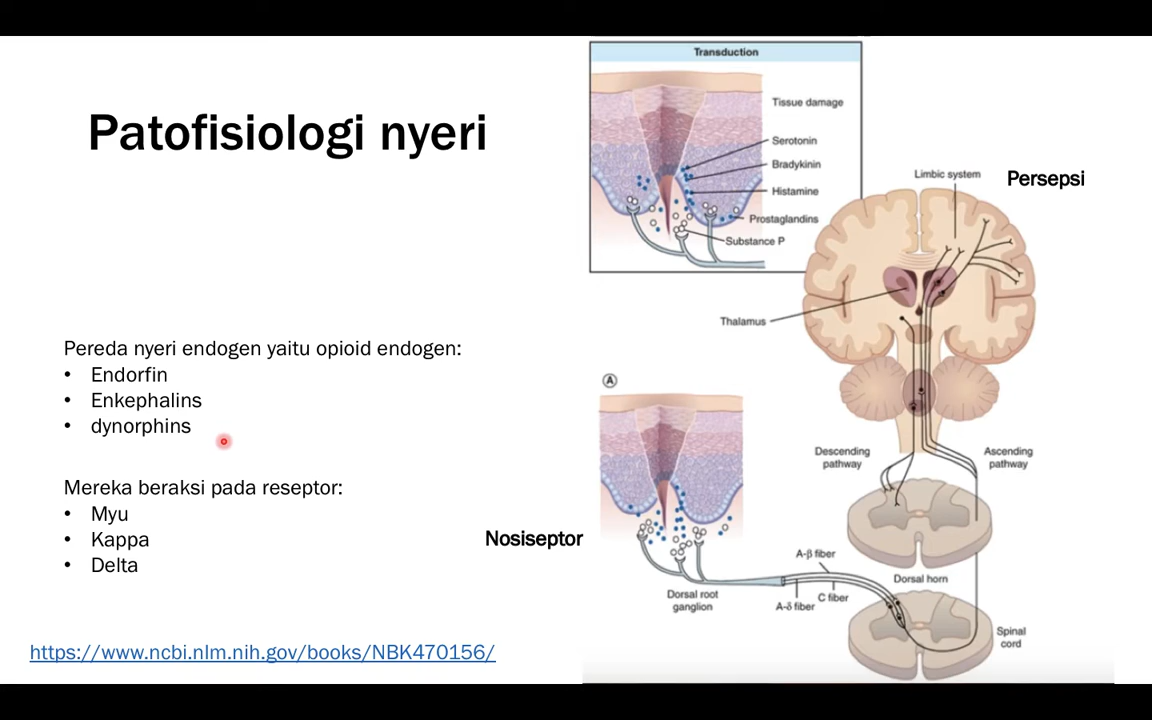 Patofisiologi nyeri
Pereda nyeri endogen yaitu opioid endogen:
• Endorfin
• Enkephalins
• dynorphins
Mereka beraksi pada reseptor:
• Myu
• Kappa
• Delta
https://www.ncbi.nlm.nih.gov/books/NBK470156/
Transduction
Tissue damage
Serotonin
Bradykinin
Histamine
Prostaglandins
Substance P
Limbic system
Persepsi
Thalamus
A
Descending
pathway
Ascending
pathway
Nosiseptor
A-β fiber
Dorsal horn
Dorsal root
ganglion
A-δ fiber
C fiber
Spinal
cord